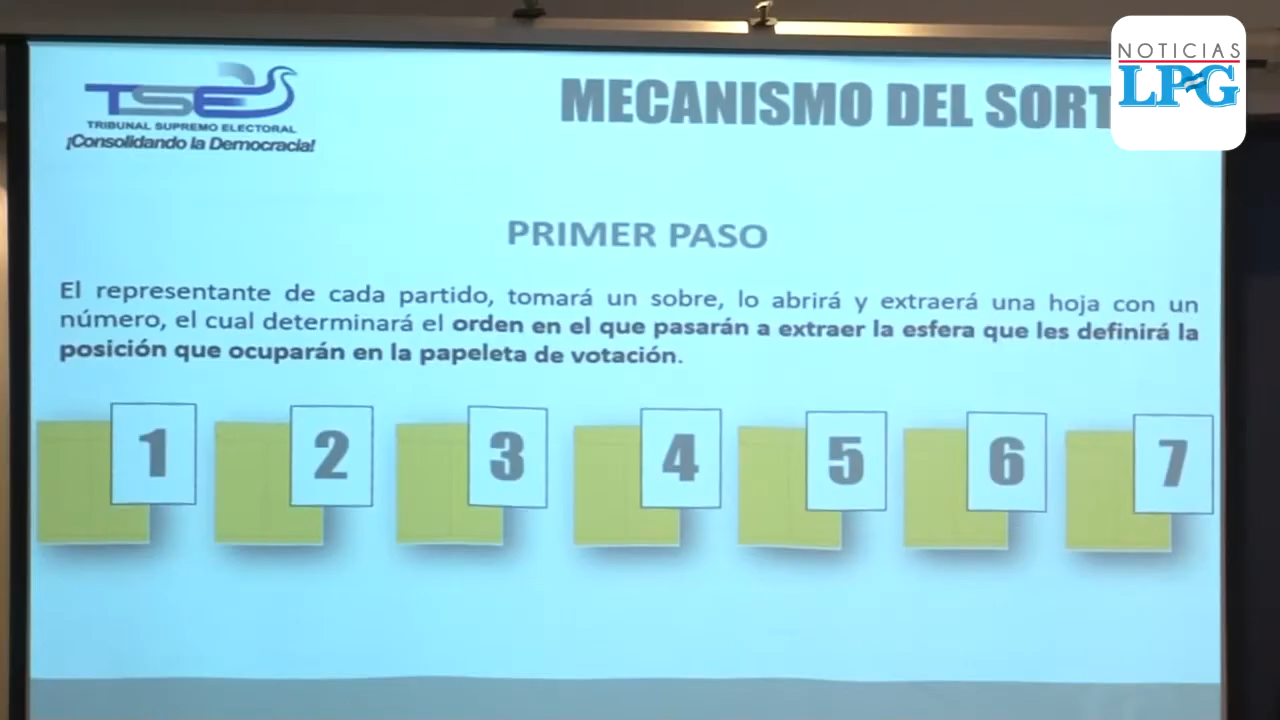 NOTICIAS
LPG
TSE
TRIBUNAL SUPREMO ELECTORAL
¡Consolidando la Democracia!
MECANISMO DEL SORT
PRIMER PASO
El representante de cada partido, tomará un sobre, lo abrirá y extraerá una hoja con un
número, el cual determinará el orden en el que pasarán a extraer la esfera que les definirá la
posición que ocuparán en la papeleta de votación.
1 2 3 4 5 6 7